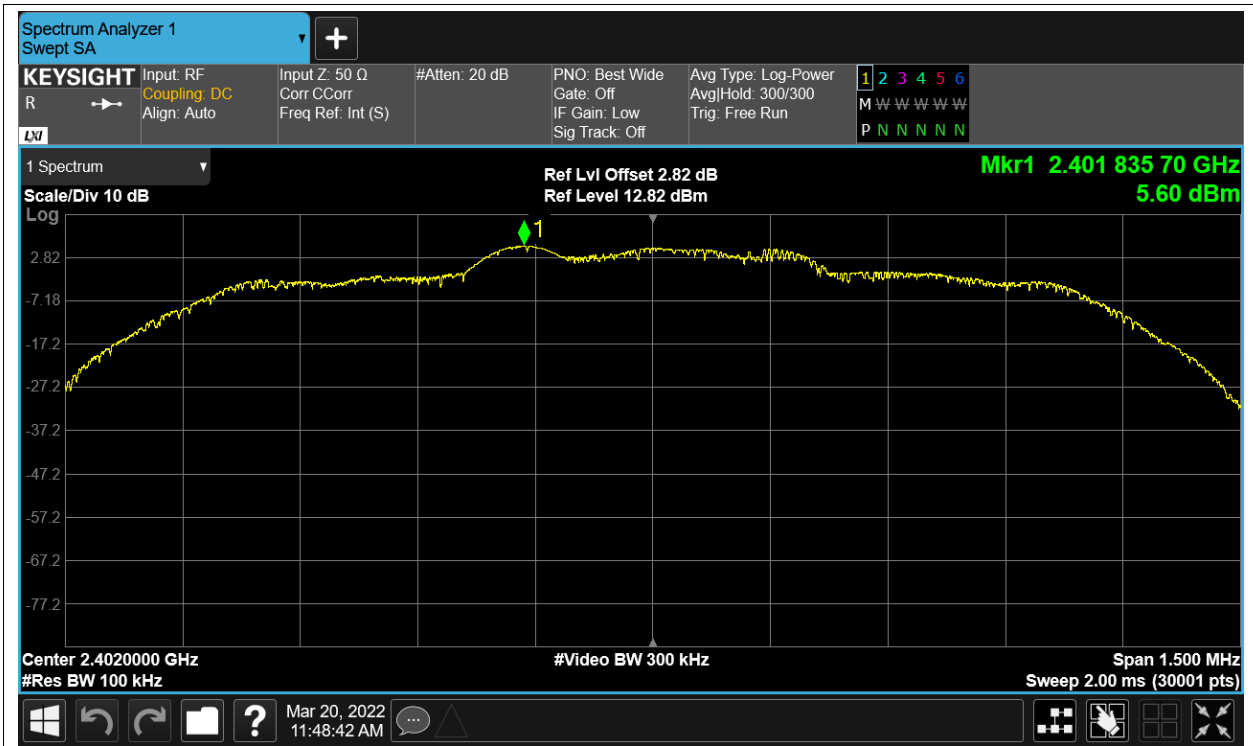 Spectrum Analyzer 1
Swept SA
KEYSIGHT
R
LXI
Input: RF
Coupling: DC
Align: Auto
Input Z: 50 Ω
Corr CCorr
Freq Ref: Int (S)
#Atten: 20 dB
PNO: Best Wide
Gate: Off
IF Gain: Low
Sig Track: Off
Avg Type: Log-Power
Avg|Hold: 300/300
Trig: Free Run
1 2 3 4 5 6
M W W W W W
P N N N N N
1 Spectrum
Scale/Div 10 dB
Log
Ref Lvl Offset 2.82 dB
Ref Level 12.82 dBm
Mkr1 2.401 835 70 GHz
5.60 dBm
1
2.82
-7.18
-17.2
-27.2
-37.2
-47.2
-57.2
-67.2
-77.2
Center 2.4020000 GHz
#Video BW 300 kHz
Span 1.500 MHz
#Res BW 100 kHz
Sweep 2.00 ms (30001 pts)
?
Mar 20, 2022
11:48:42 AM